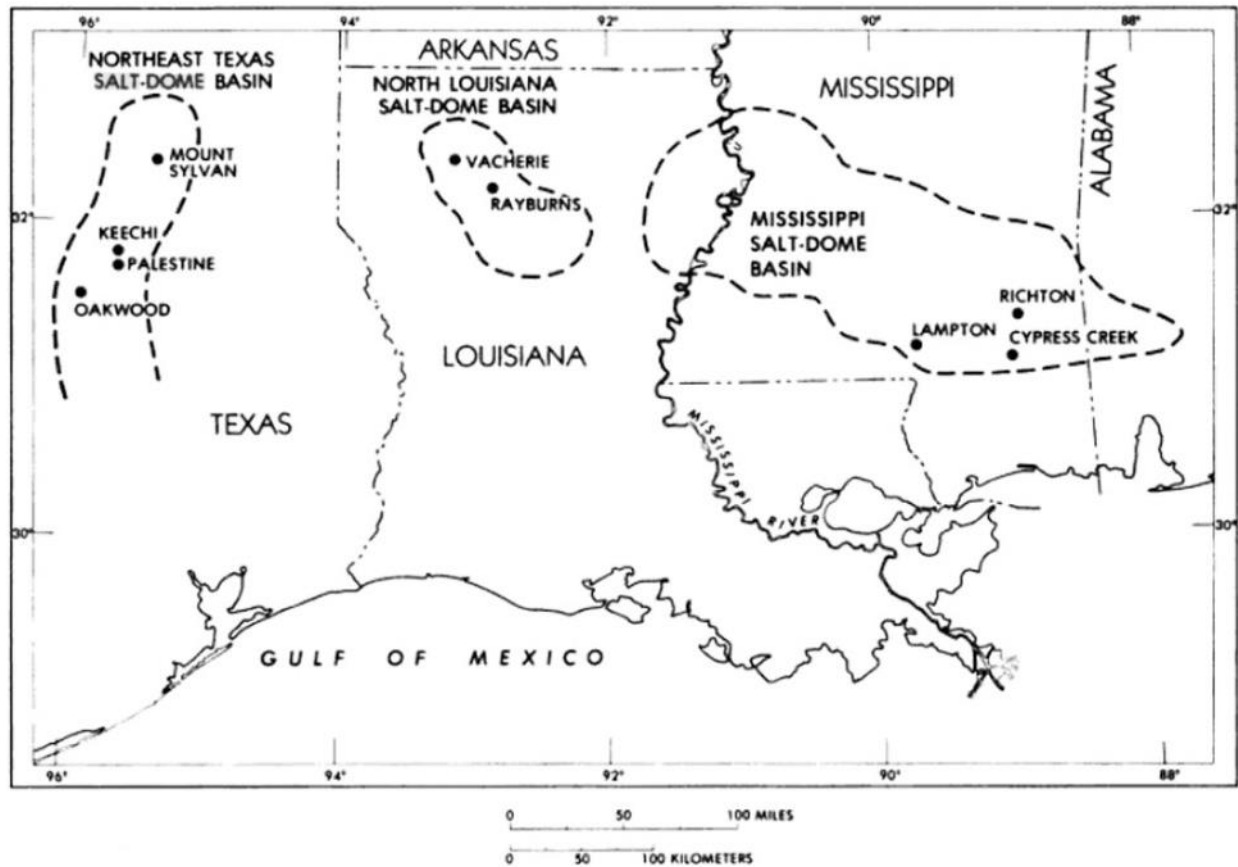 96°
94°
92°
90°
88°
NORTHEAST TEXAS
SALT-DOME BASIN
ARKANSAS
NORTH LOUISIANA
SALT-DOME BASIN
MISSISSIPPI
ALABAMA
MOUNT
SYLVAN
VACHERIE
RAYBURNS
32°
32°
KEECHI
PALESTINE
OAKWOOD
MISSISSIPPI
SALT-DOME
BASIN
RICHTON
LAMPTON
CYPRESS CREEK
LOUISIANA
TEXAS
MISSISSIPPI
RIVER
30°
30°
GULF OF MEXICO
96°
94°
92°
90°
88°
0 50 100 MILES
0 50 100 KILOMETERS